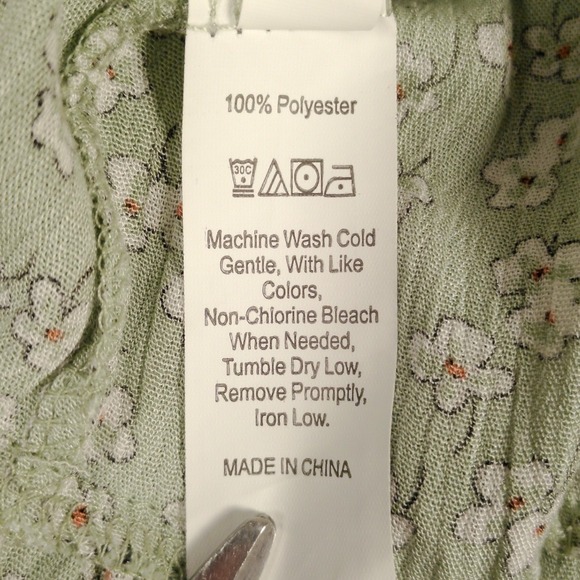 100% Polyester
30C
Machine Wash Cold
Gentle, With Like
Colors,
Non-Chlorine Bleach
When Needed,
Tumble Dry Low,
Remove Promptly,
Iron Low.
MADE IN CHINA